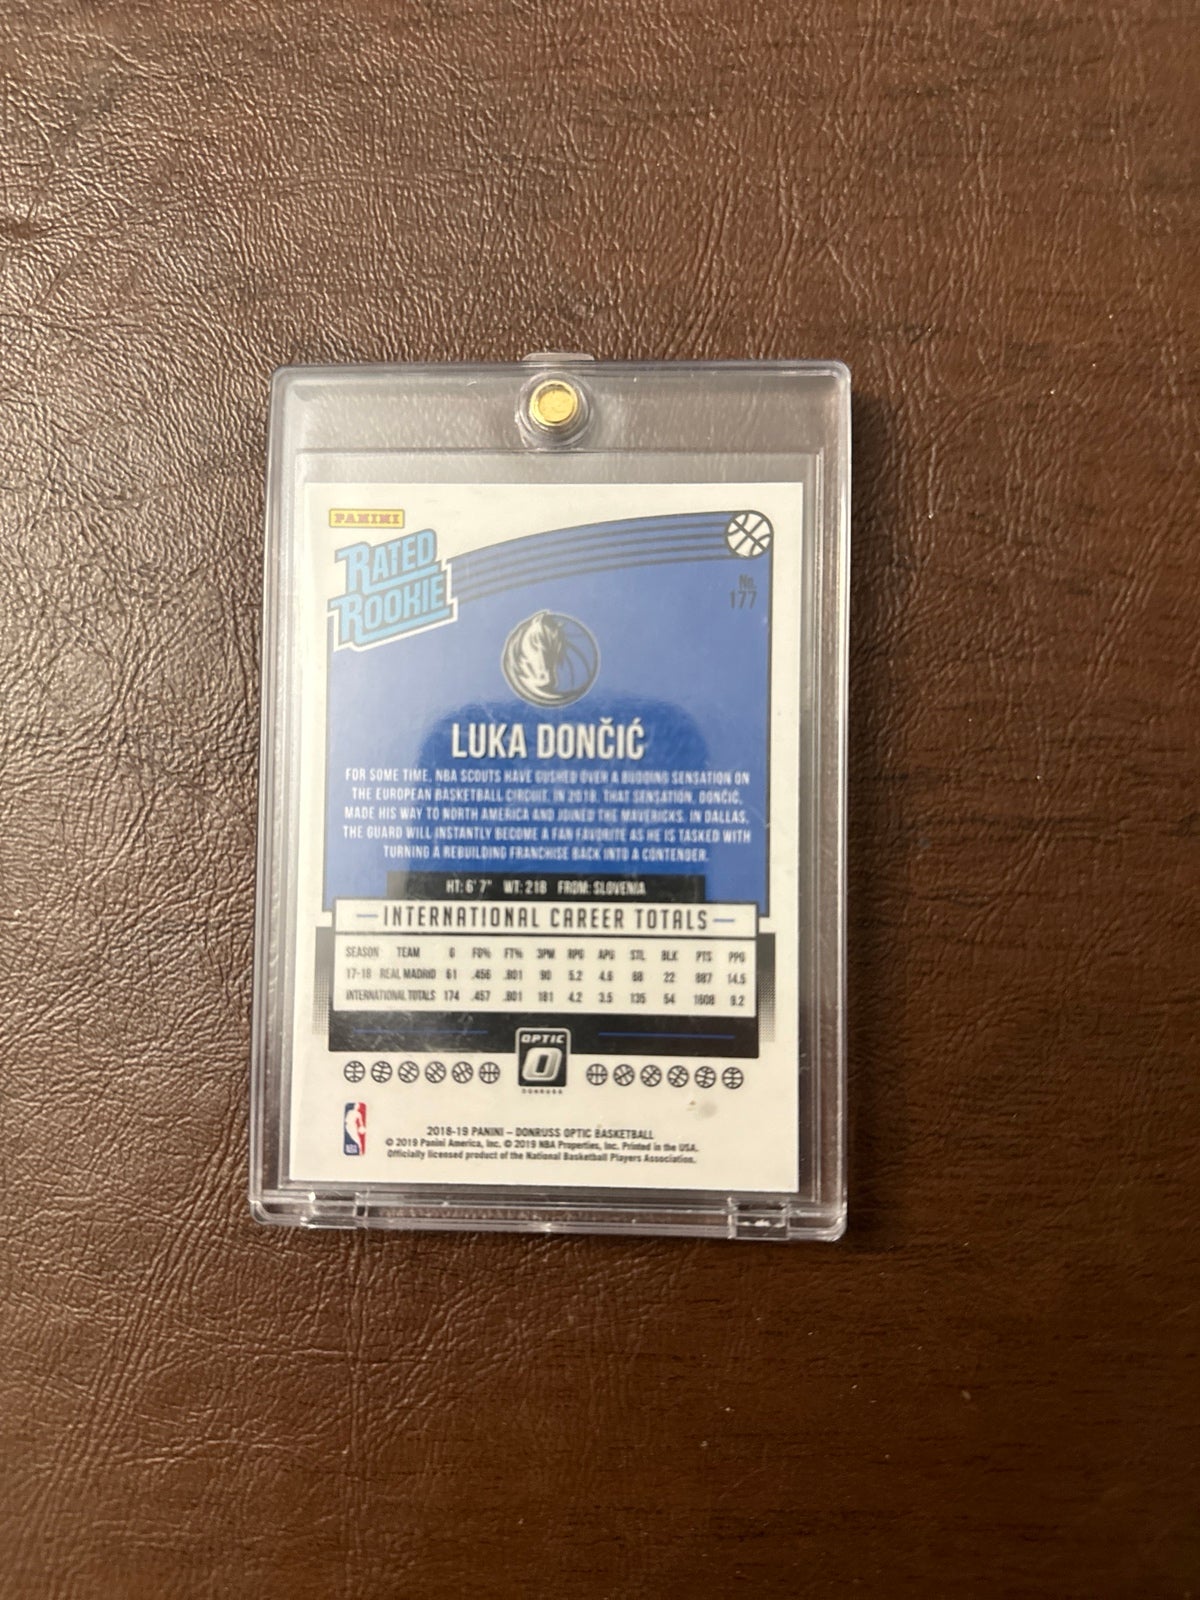 PANINI
RATED
ROOKIE
No.
177
LUKA DONČIĆ
FOR SOME TIME, NBA SCOUTS HAVE GUSHED OVER A BUDDING SENSATION ON
THE EUROPEAN BASKETBALL CIRCUIT. IN 2018, THAT SENSATION, DONČIĆ,
MADE HIS WAY TO NORTH AMERICA AND JOINED THE MAVERICKS. IN DALLAS,
THE GUARD WILL INSTANTLY BECOME A FAN FAVORITE AS HE IS TASKED WITH
TURNING A REBUILDING FRANCHISE BACK INTO A CONTENDER.
HT: 6' 7" WT: 218 FROM: SLOVENIA
INTERNATIONAL CAREER TOTALS
SEASON TEAM G FG% FT% 3PM RPG APG STL BLK PTS PPG
17-18 REAL MADRID 61 .456 .801 90 5.2 4.6 68 22 887 14.5
INTERNATIONAL TOTALS 174 .457 .801 181 4.2 3.5 135 54 1608 9.2
OPTIC
O
DONRUSS
NBA
2018-19 PANINI – DONRUSS OPTIC BASKETBALL
© 2019 Panini America, Inc. © 2019 NBA Properties, Inc. Printed in the USA.
Officially licensed product of the National Basketball Players Association.